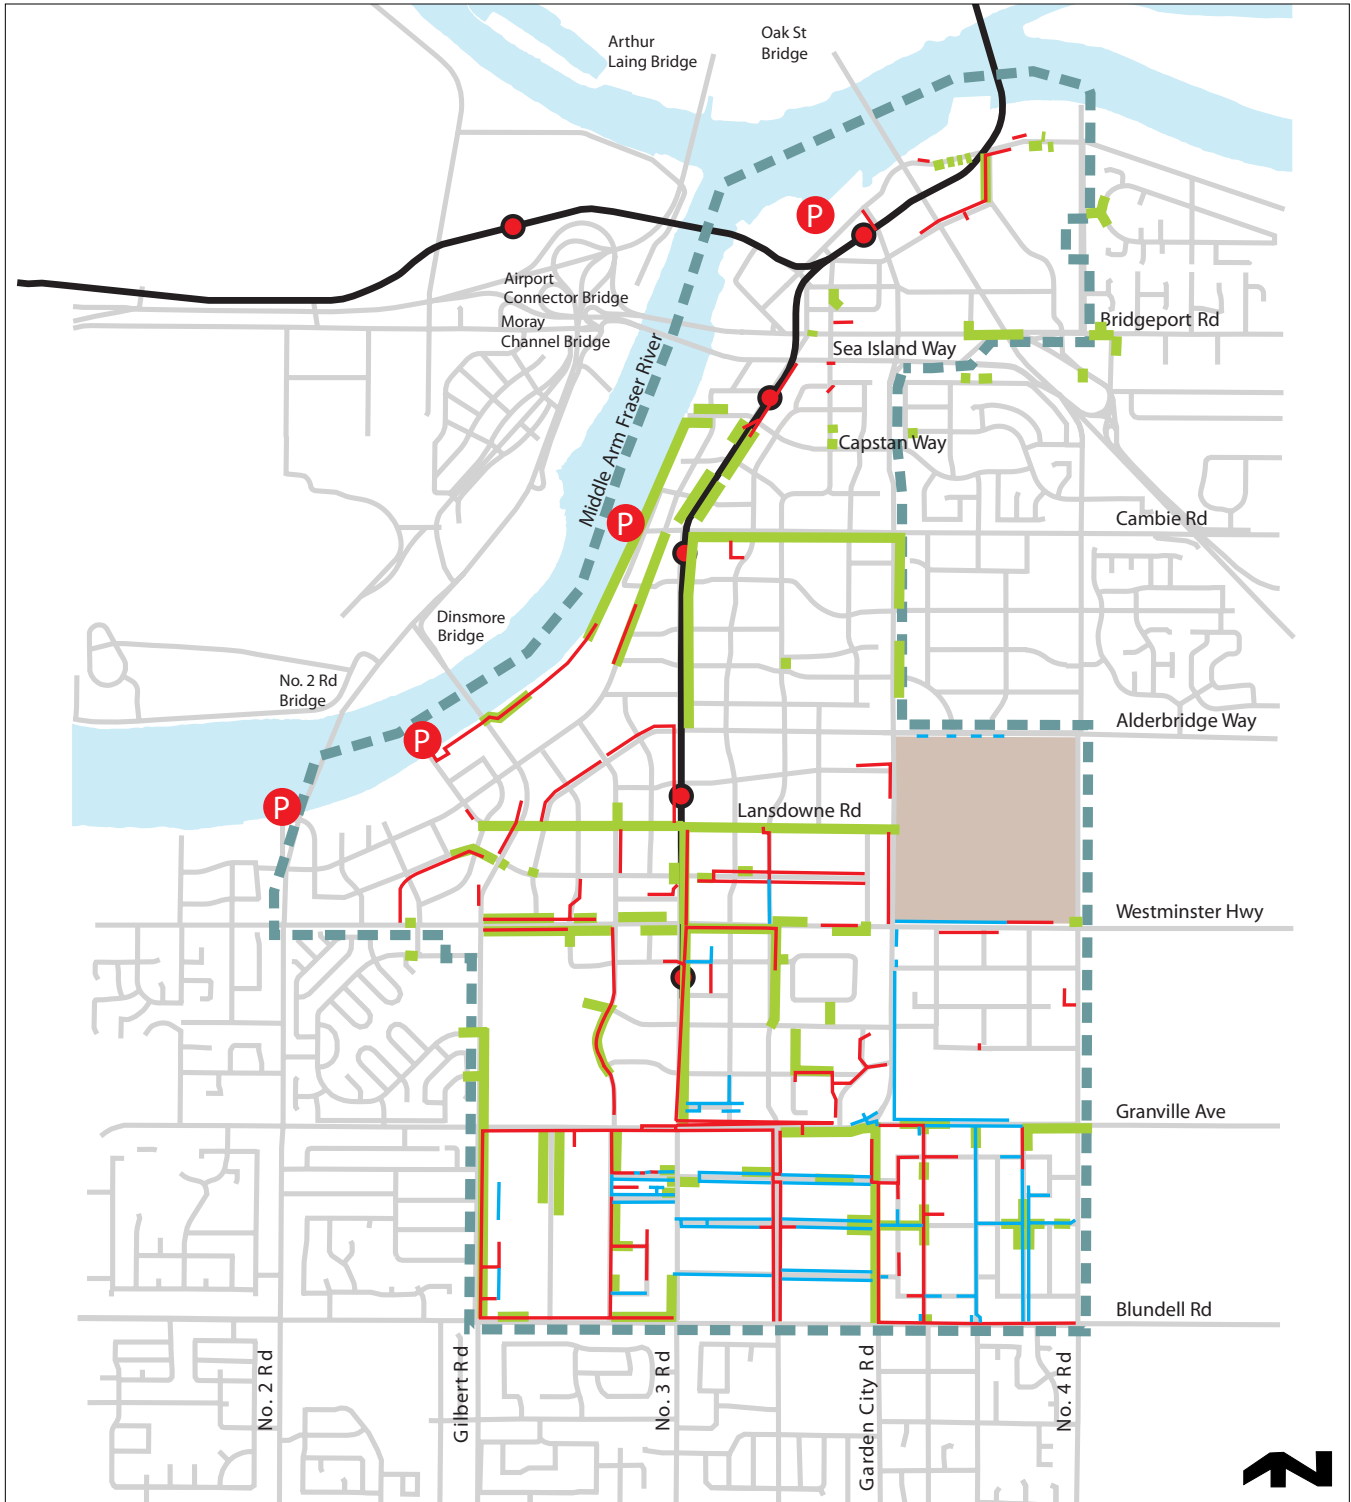 Arthur
Laing Bridge
Oak St
Bridge
P
Airport
Connector Bridge
Moray
Channel Bridge
Bridgeport Rd
Sea Island Way
Middle Arm Fraser River
Capstan Way
P
Cambie Rd
Dinsmore
Bridge
No. 2 Rd
Bridge
Alderbridge Way
P
P
Lansdowne Rd
Westminster Hwy
Granville Ave
Blundell Rd
No. 2 Rd
Gilbert Rd
No. 3 Rd
Garden City Rd
No. 4 Rd
N